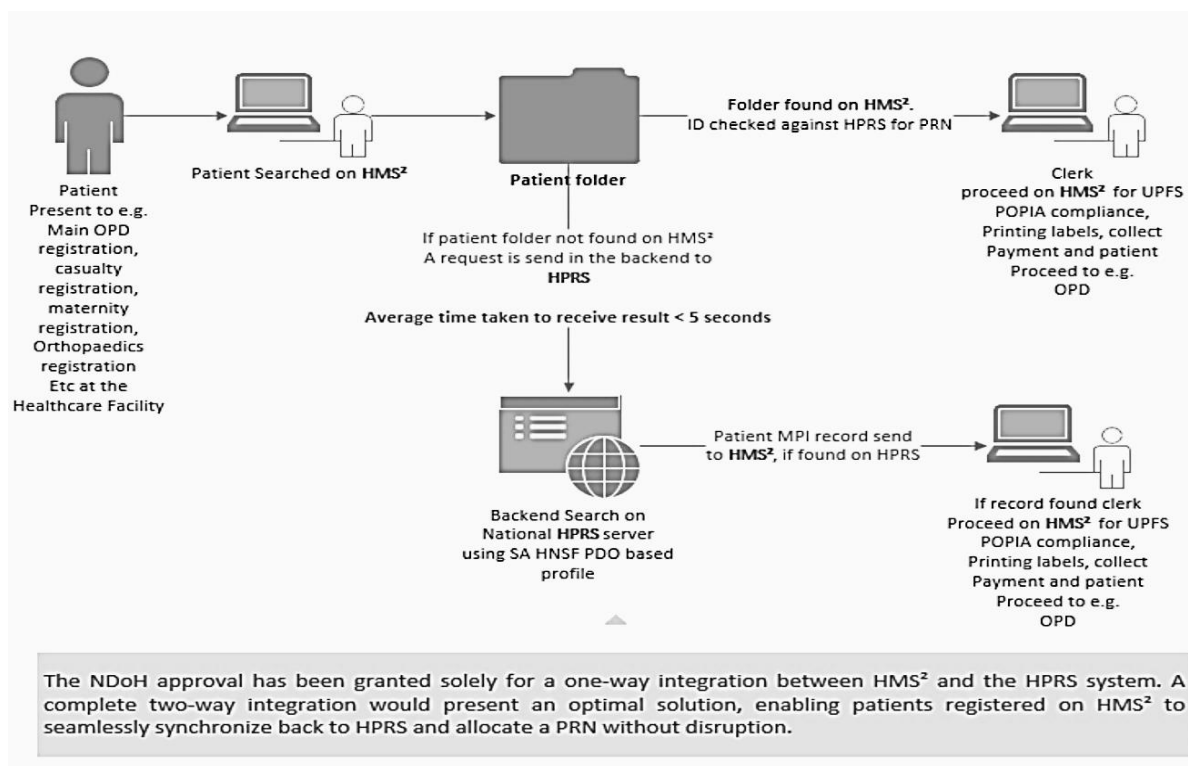 Patient
Present to e.g.
Main OPD
registration,
casualty
registration,
maternity
registration,
Orthopaedics
registration
Etc at the
Healthcare Facility
Patient Searched on HMS²
Patient folder
Folder found on HMS².
ID checked against HPRS for PRN
Clerk
proceed on HMS² for UPFS
POPIA compliance,
Printing labels, collect
Payment and patient
Proceed to e.g.
OPD
If patient folder not found on HMS²
A request is send in the backend to
HPRS
Average time taken to receive result < 5 seconds
Backend Search on
National HPRS server
using SA HNSF PDO based
profile
Patient MPI record send
to HMS², if found on HPRS
If record found clerk
Proceed on HMS² for UPFS
POPIA compliance,
Printing labels, collect
Payment and patient
Proceed to e.g.
OPD
The NDoH approval has been granted solely for a one-way integration between HMS² and the HPRS system. A
complete two-way integration would present an optimal solution, enabling patients registered on HMS² to
seamlessly synchronize back to HPRS and allocate a PRN without disruption.